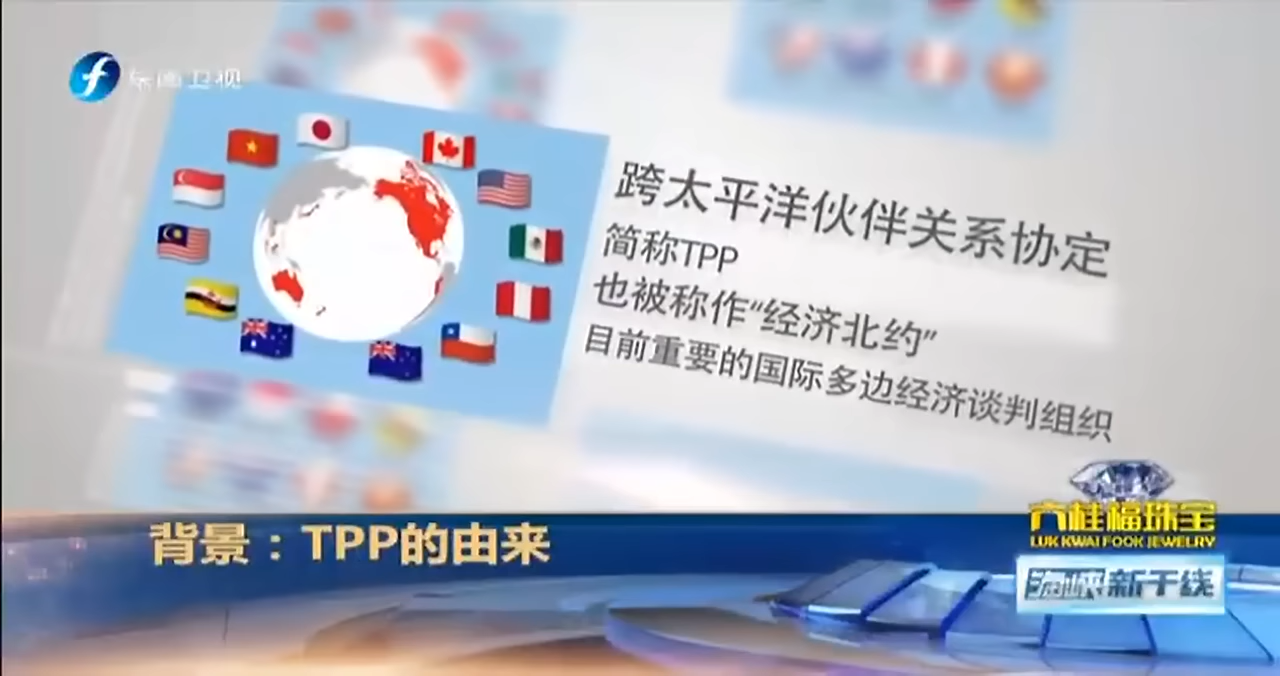 东南卫视
跨太平洋伙伴关系协定
简称TPP
也被称作“经济北约”
目前重要的国际多边经济谈判组织
背景：TPP的由来
六桂福珠宝
LUK KWAI FOOK JEWELRY
海峡新干线